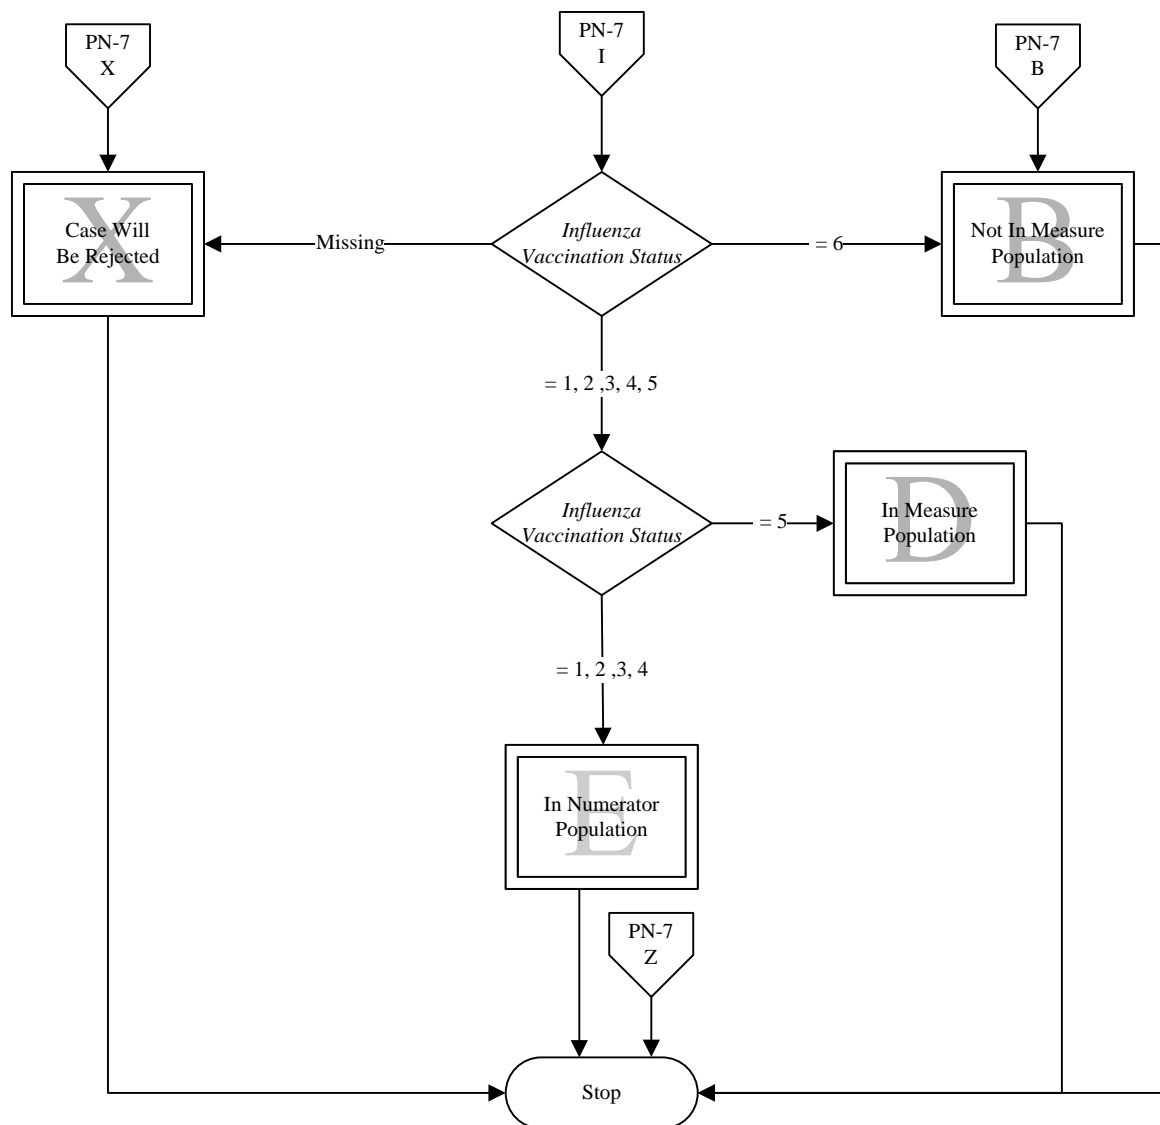 PN-7
X
PN-7
I
PN-7
B
X
Case Will
Be Rejected
Missing
Influenza
Vaccination Status
= 6
B
Not In Measure
Population
= 1, 2 ,3, 4, 5
Influenza
Vaccination Status
= 5
D
In Measure
Population
= 1, 2 ,3, 4
E
In Numerator
Population
PN-7
Z
Stop